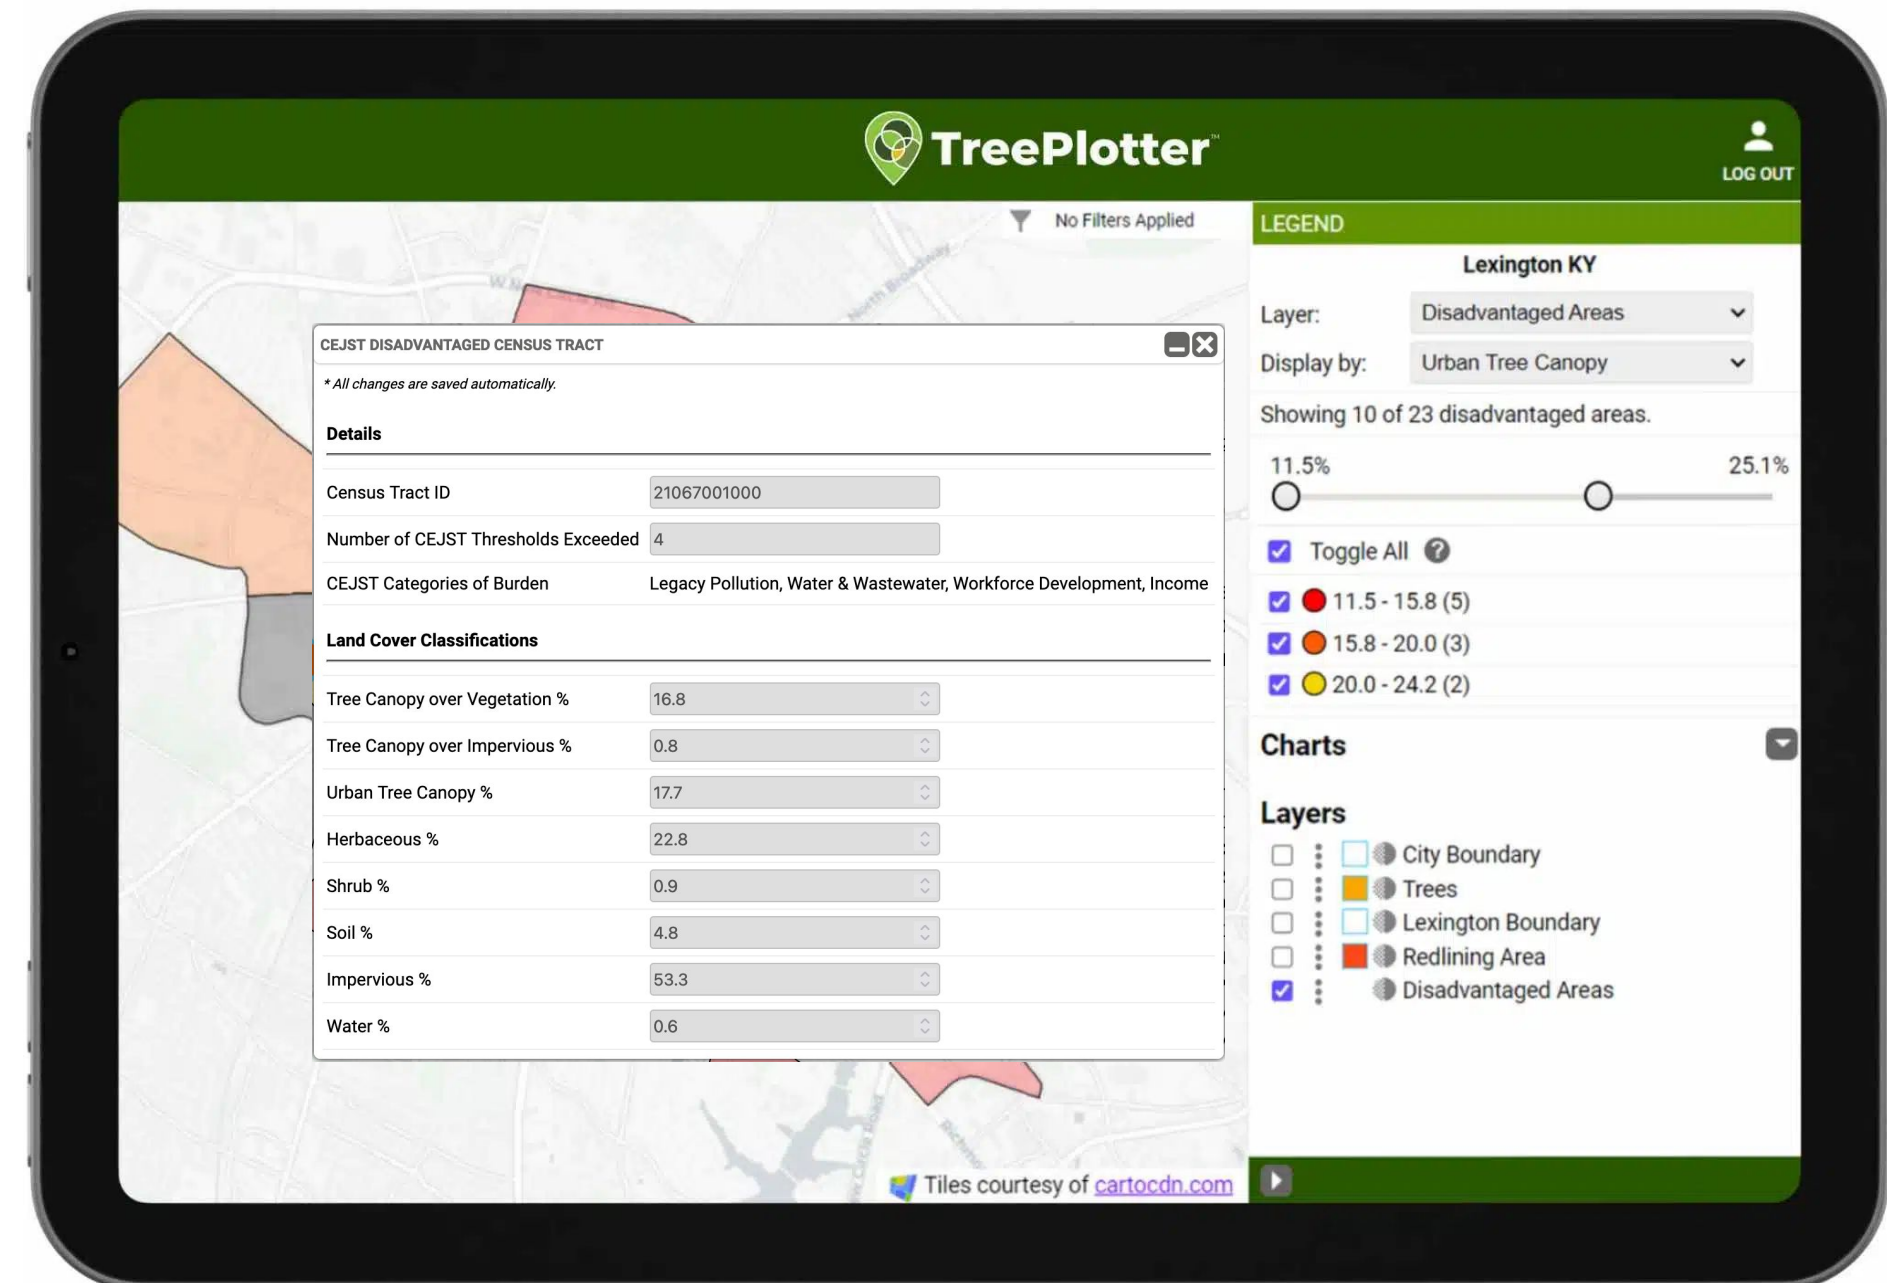 TreePlotter™
LOG OUT
No Filters Applied
North Broadway
CEJST DISADVANTAGED CENSUS TRACT
* All changes are saved automatically.
Details
Census Tract ID 21067001000
Number of CEJST Thresholds Exceeded 4
CEJST Categories of Burden Legacy Pollution, Water & Wastewater, Workforce Development, Income
Land Cover Classifications
Tree Canopy over Vegetation % 16.8
Tree Canopy over Impervious % 0.8
Urban Tree Canopy % 17.7
Herbaceous % 22.8
Shrub % 0.9
Soil % 4.8
Impervious % 53.3
Water % 0.6
Tiles courtesy of cartocdn.com
LEGEND
Lexington KY
Layer: Disadvantaged Areas
Display by: Urban Tree Canopy
Showing 10 of 23 disadvantaged areas.
11.5% 25.1%
Toggle All ?
11.5 - 15.8 (5)
15.8 - 20.0 (3)
20.0 - 24.2 (2)
Charts
Layers
City Boundary
Trees
Lexington Boundary
Redlining Area
Disadvantaged Areas